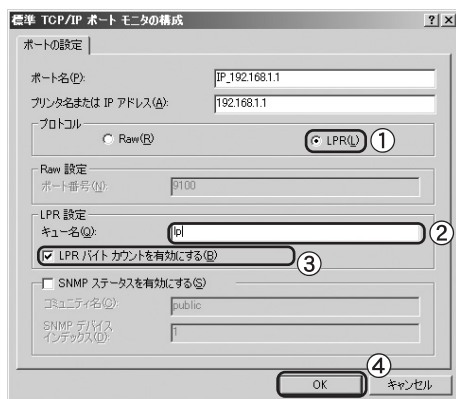 標準 TCP/IP ポート モニタの構成
? ×
ポートの設定
ポート名(P): IP_192.168.1.1
プリンタ名または IP アドレス(A): 192.168.1.1
プロトコル
Raw(R) LPR(L) ①
Raw 設定
ポート番号(N): 9100
LPR 設定
キュー名(Q): lp ②
LPR バイト カウントを有効にする(B) ③
SNMP ステータスを有効にする(S)
コミュニティ名(C): public
SNMP デバイス
インデックス(D): 1
④
OK キャンセル